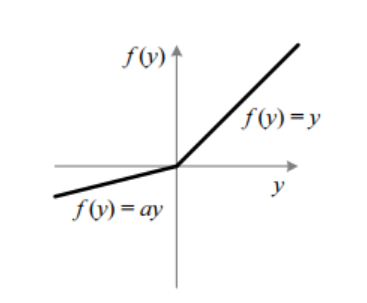 f(y)
f(y) = y
y
f(y) = ay